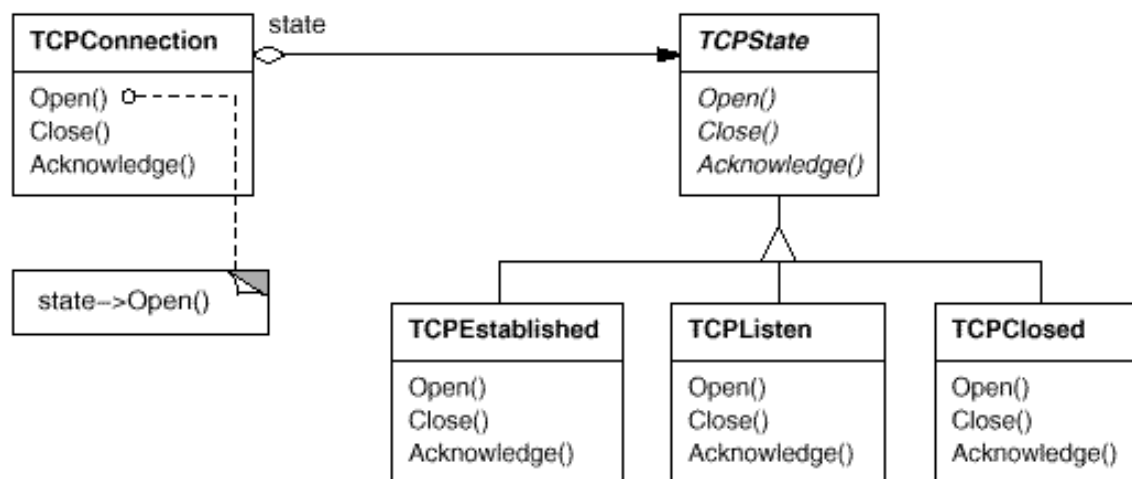 state
TCPConnection
Open()
Close()
Acknowledge()
TCPState
Open()
Close()
Acknowledge()
state->Open()
TCPEstablished
Open()
Close()
Acknowledge()
TCPListen
Open()
Close()
Acknowledge()
TCPClosed
Open()
Close()
Acknowledge()